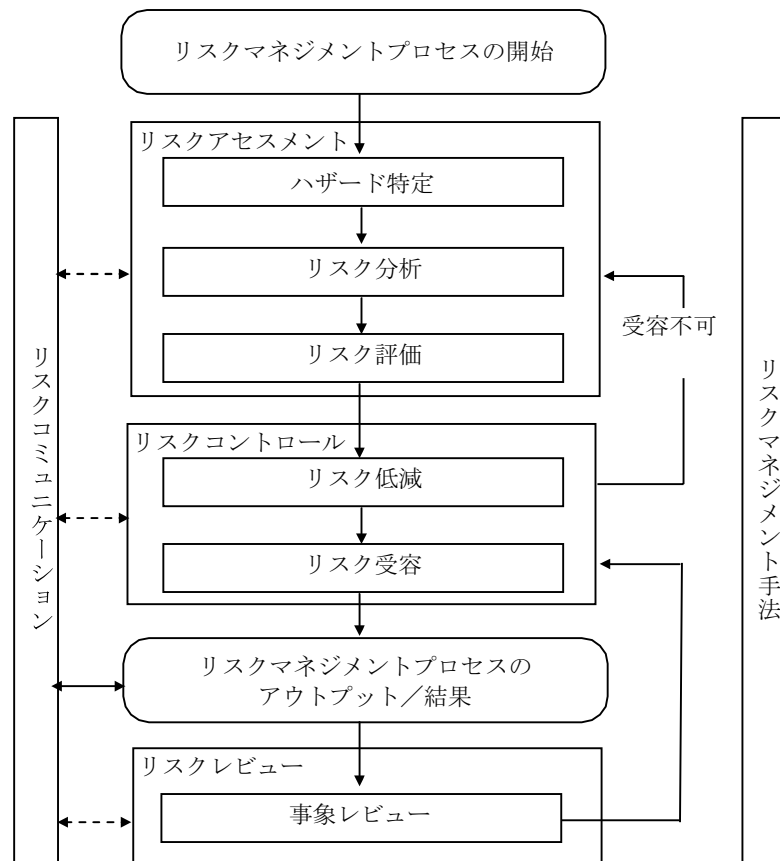 リスクマネジメントプロセスの開始
リスクアセスメント
ハザード特定
リスク分析
リスク評価
受容不可
リスクコントロール
リスク低減
リスク受容
リスクマネジメントプロセスの
アウトプット／結果
リスクレビュー
事象レビュー
リスクコミュニケーション
リスクマネジメント手法